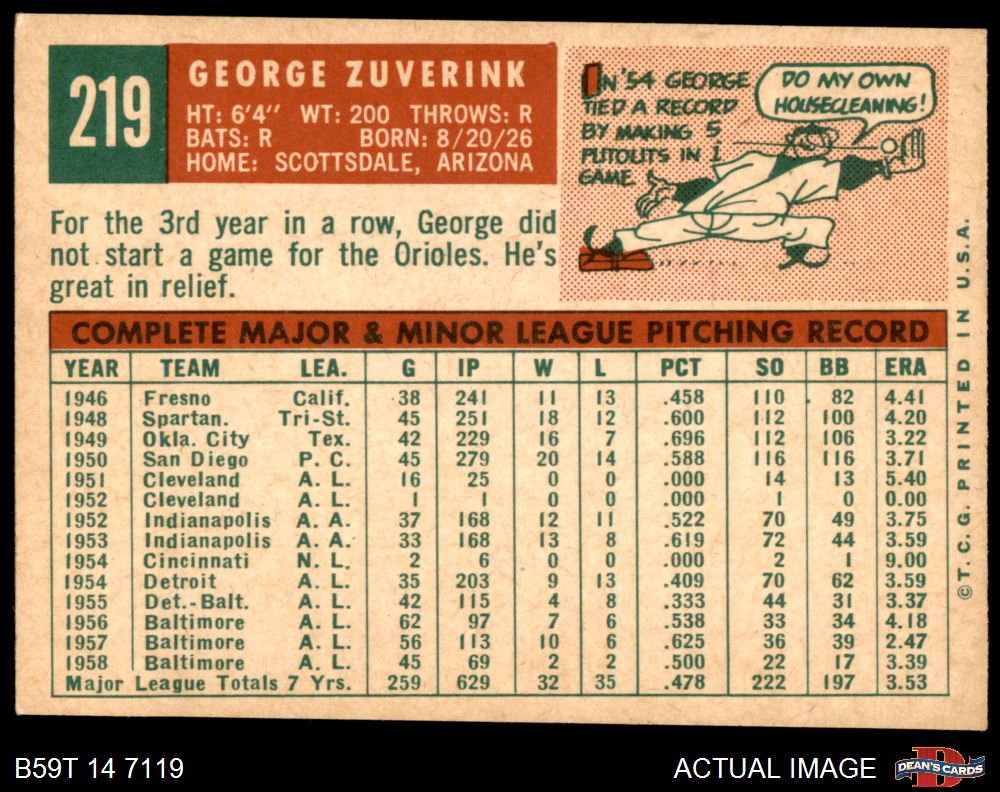 219
GEORGE ZUVERINK
HT: 6'4" WT: 200 THROWS: R
BATS: R BORN: 8/20/26
HOME: SCOTTSDALE, ARIZONA
IN '54 GEORGE
TIED A RECORD
BY MAKING 5
PUTOUTS IN 1
GAME.
DO MY OWN
HOUSECLEANING!
For the 3rd year in a row, George did
not start a game for the Orioles. He's
great in relief.
COMPLETE MAJOR & MINOR LEAGUE PITCHING RECORD
YEAR TEAM LEA. G IP W L PCT SO BB ERA
1946 Fresno Calif. 38 241 11 13 .458 110 82 4.41
1948 Spartan. Tri-St. 45 251 18 12 .600 112 100 4.20
1949 Okla. City Tex. 42 229 16 7 .696 112 106 3.22
1950 San Diego P. C. 45 279 20 14 .588 116 116 3.71
1951 Cleveland A. L. 16 25 0 0 .000 14 13 5.40
1952 Cleveland A. L. 1 1 0 0 .000 1 0 0.00
1952 Indianapolis A. A. 37 168 12 11 .522 70 49 3.75
1953 Indianapolis A. A. 33 168 13 8 .619 72 44 3.59
1954 Cincinnati N. L. 2 6 0 0 .000 2 1 9.00
1954 Detroit A. L. 35 203 9 13 .409 70 62 3.59
1955 Det.-Balt. A. L. 42 115 4 8 .333 44 31 3.37
1956 Baltimore A. L. 62 97 7 6 .538 33 34 4.18
1957 Baltimore A. L. 56 113 10 6 .625 36 39 2.47
1958 Baltimore A. L. 45 69 2 2 .500 22 17 3.39
Major League Totals 7 Yrs. 259 629 32 35 .478 222 197 3.53
©T.C.G. PRINTED IN U.S.A.
B59T 14 7119
ACTUAL IMAGE
D
DEAN'S CARDS